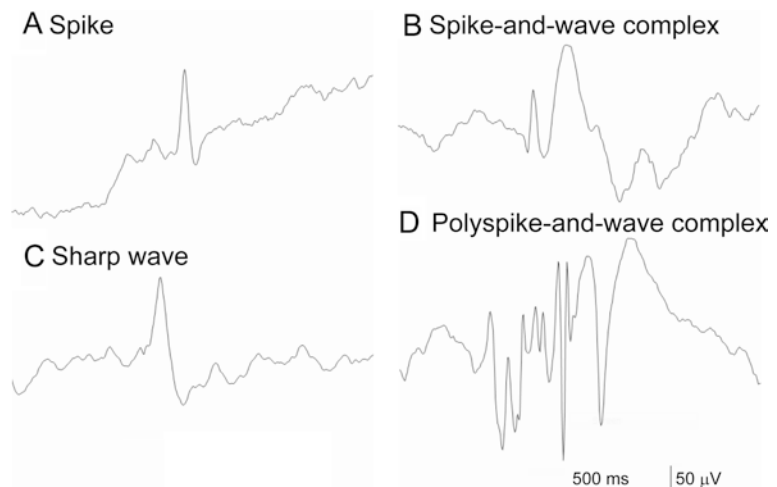 A Spike
B Spike-and-wave complex
C Sharp wave
D Polyspike-and-wave complex
500 ms
50 μV